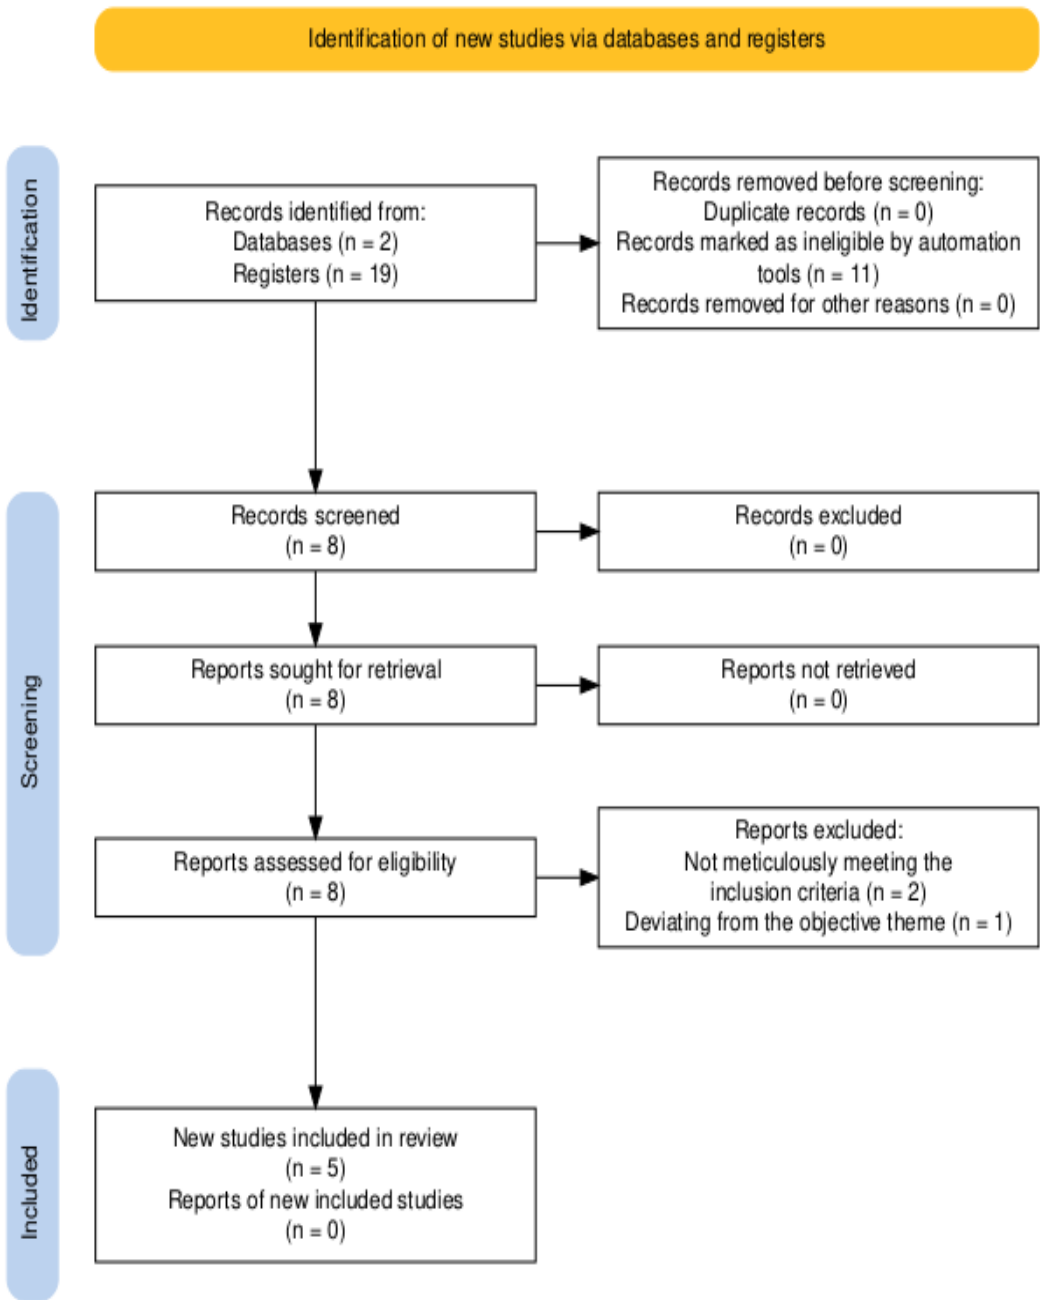 Identification of new studies via databases and registers
Identification
Records identified from:
Databases (n = 2)
Registers (n = 19)
Records removed before screening:
Duplicate records (n = 0)
Records marked as ineligible by automation
tools (n = 11)
Records removed for other reasons (n = 0)
Screening
Records screened
(n = 8)
Records excluded
(n = 0)
Reports sought for retrieval
(n = 8)
Reports not retrieved
(n = 0)
Reports assessed for eligibility
(n = 8)
Reports excluded:
Not meticulously meeting the
inclusion criteria (n = 2)
Deviating from the objective theme (n = 1)
Included
New studies included in review
(n = 5)
Reports of new included studies
(n = 0)